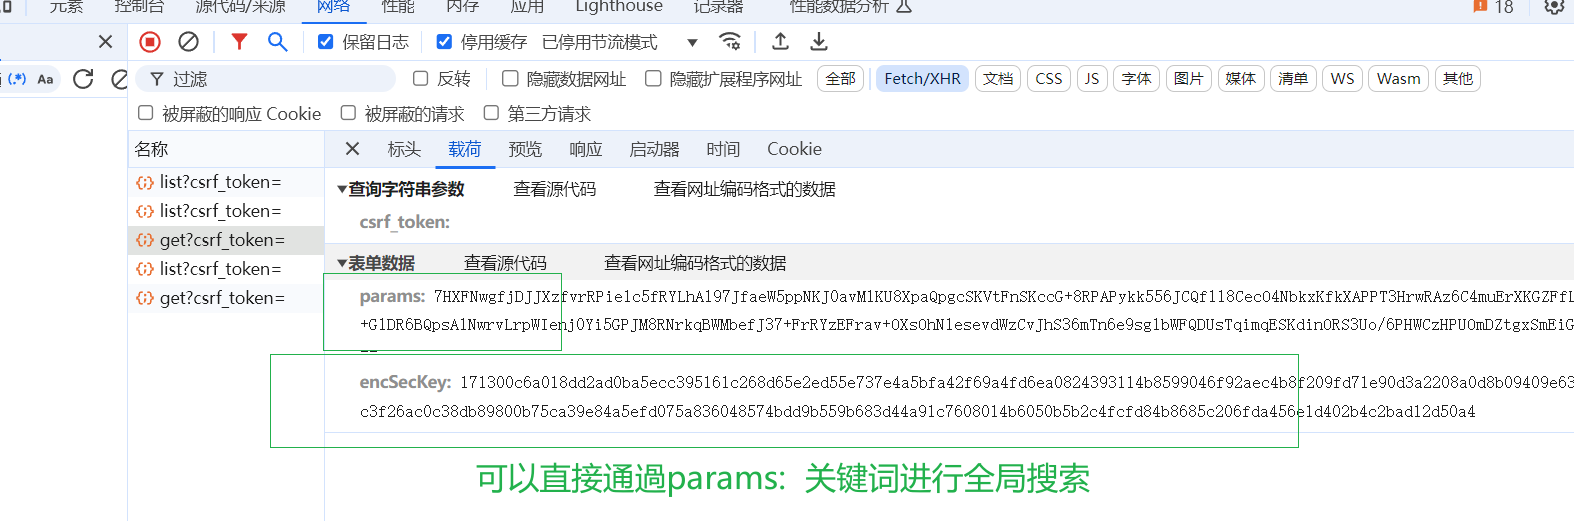 元素 控制台 源代码/来源 网络 性能 内存 应用 Lighthouse 记录器 性能数据分析 18
保留日志 停用缓存 已停用节流模式
(.*) Aa 过滤 反转 隐藏数据网址 隐藏扩展程序网址 全部 Fetch/XHR 文档 CSS JS 字体 图片 媒体 清单 WS Wasm 其他
被屏蔽的响应 Cookie 被屏蔽的请求 第三方请求
名称 标头 载荷 预览 响应 启动器 时间 Cookie
list?csrf_token=
list?csrf_token=
get?csrf_token=
list?csrf_token=
get?csrf_token=
查询字符串参数 查看源代码 查看网址编码格式的数据
csrf_token:
表单数据 查看源代码 查看网址编码格式的数据
params: 7HXFNwgfjDJJXzfvrRPie1c5fRYLhA197JfaeW5ppNKJ0avM1KU8XpaQpgcSKVtFnSKccG+8RPAPykk556JCQf118CecO4NbkxKfkXAPPT3HrwRAz6C4muErXKGZFfL
+G1DR6BQpsA1NwrvLrpWIenj0Yi5GPJM8RNrkqBWMbefJ37+FrRYzEFrav+OXsOhN1esevdWzCvJhS36mTn6e9sg1bWFQDUsTqimqESKdinORS3Uo/6PHWCzHPUOmDZtgxSmEiG
encSecKey: 171300c6a018dd2ad0ba5ecc395161c268d65e2ed55e737e4a5bfa42f69a4fd6ea0824393114b8599046f92aec4b8f209fd71e90d3a2208a0d8b09409e63
c3f26ac0c38db89800b75ca39e84a5efd075a836048574bdd9b559b683d44a91c7608014b6050b5b2c4fcfd84b8685c206fda456e1d402b4c2bad12d50a4
可以直接通過params: 关键词进行全局搜索